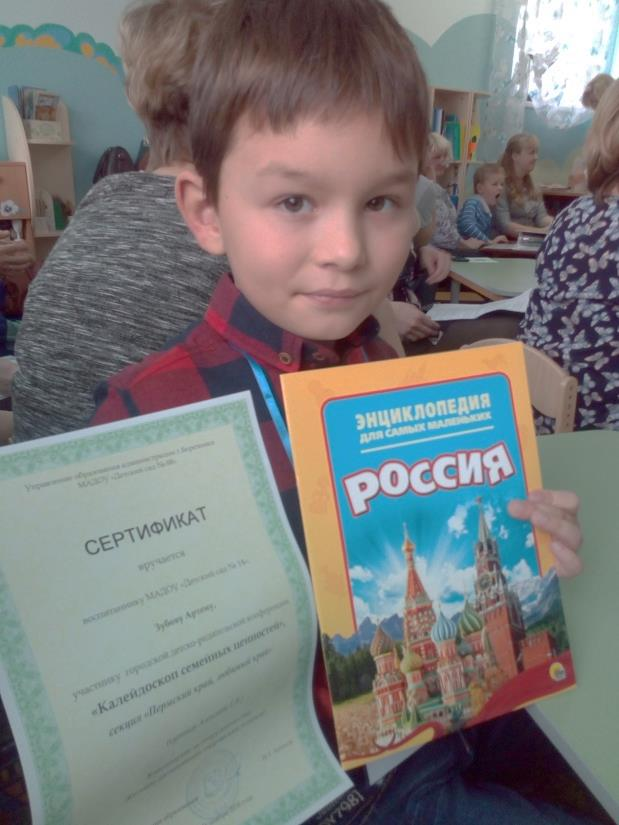 Управление образования администрации г.Березники
МАДОУ «Детский сад № 88»
СЕРТИФИКАТ
вручается
воспитаннику МАДОУ «Детский сад № 16»,
Зубову Артему,
участнику городской детско-родительской конференции
«Калейдоскоп семейных ценностей»,
секция «Пермский край, любимый край»
ЭНЦИКЛОПЕДИЯ
ДЛЯ САМЫХ МАЛЕНЬКИХ
РОССИЯ